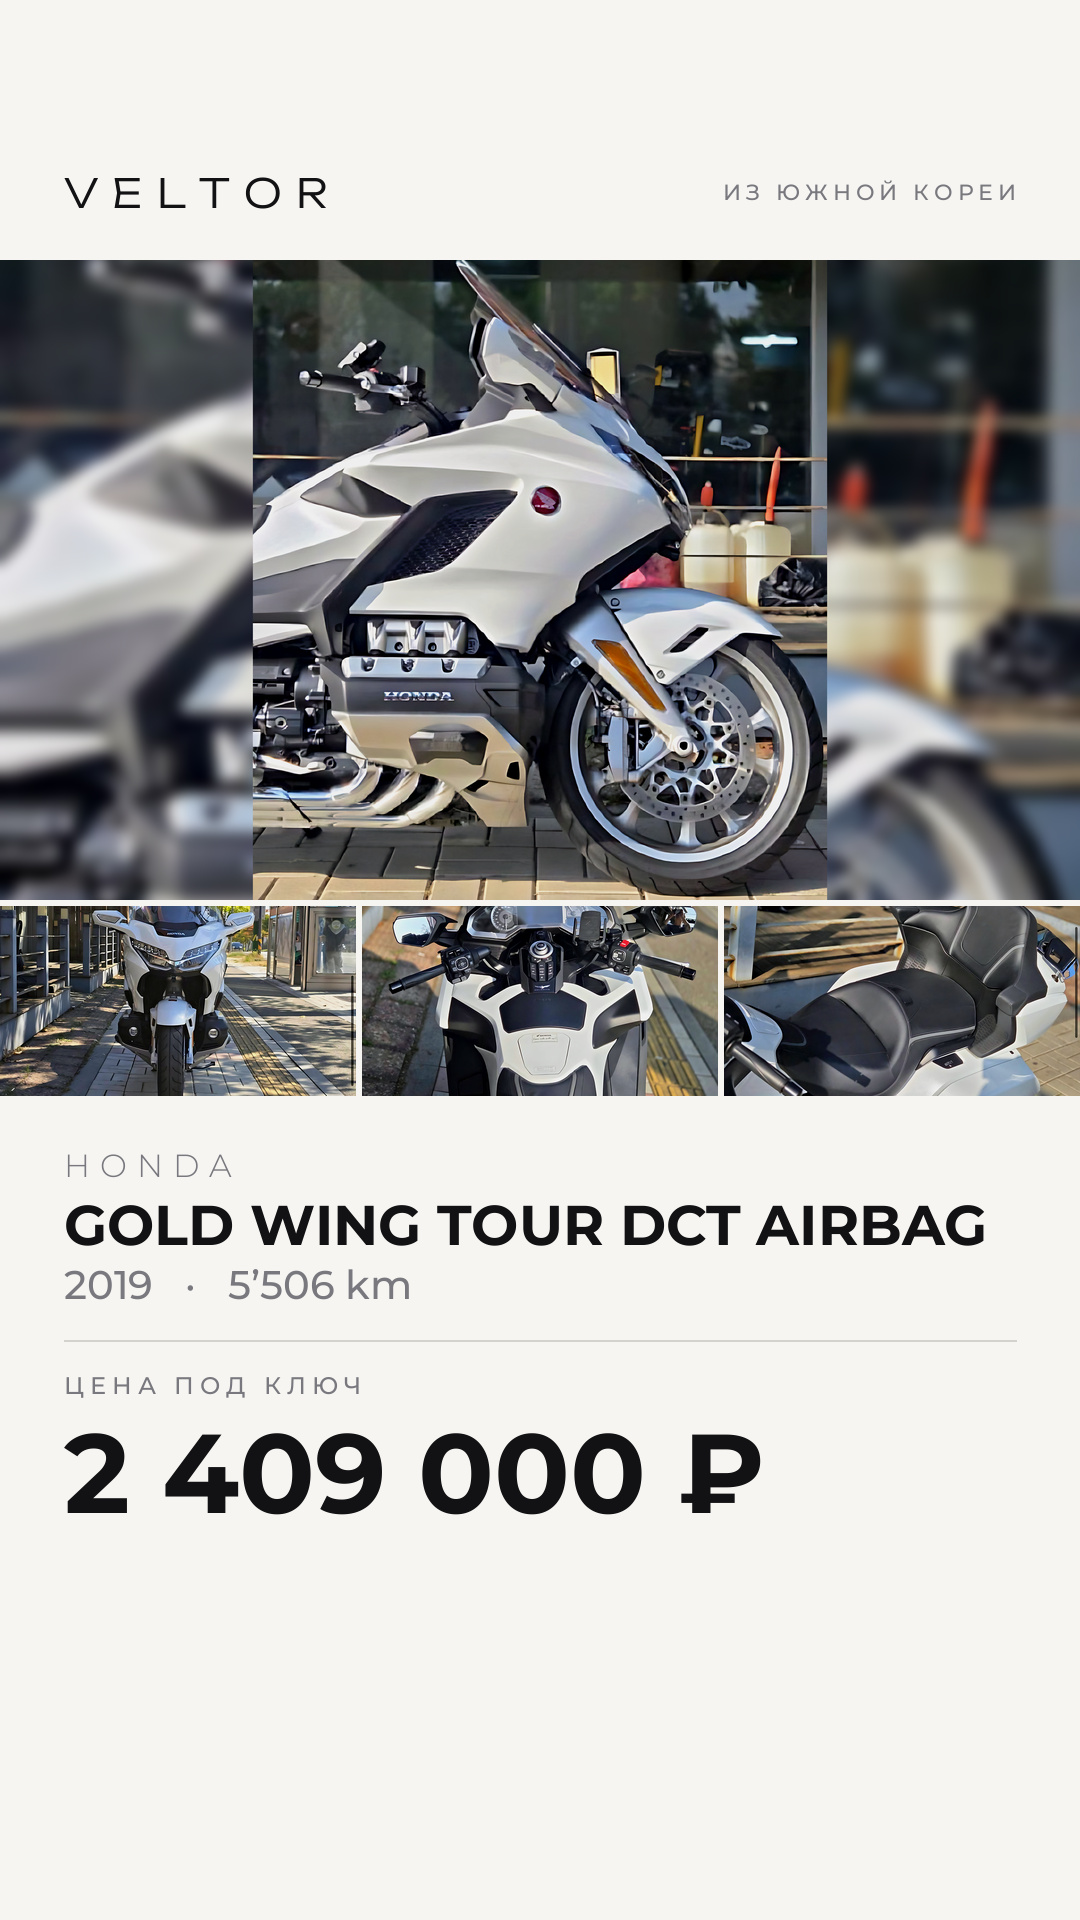 VELTOR
ИЗ ЮЖНОЙ КОРЕИ
HONDA
HONDA
GOLD WING TOUR DCT AIRBAG
2019 · 5’506 km
ЦЕНА ПОД КЛЮЧ
2 409 000 ₽